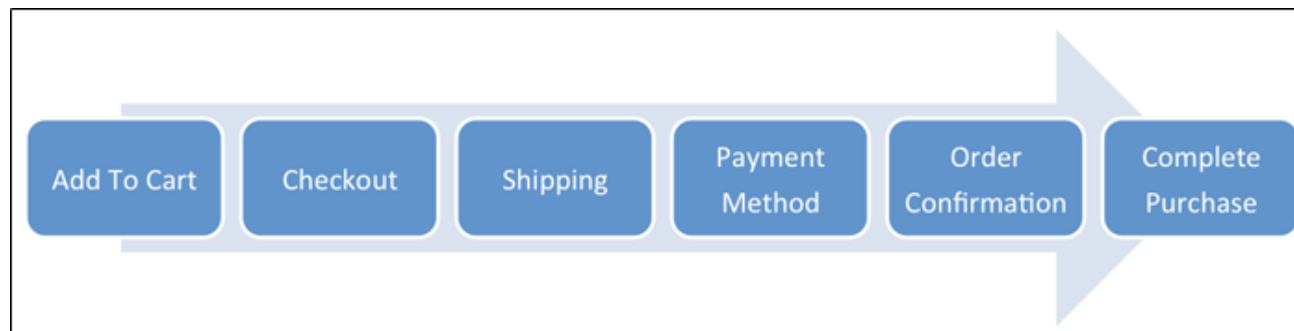 Add To Cart
Checkout
Shipping
Payment
Method
Order
Confirmation
Complete
Purchase